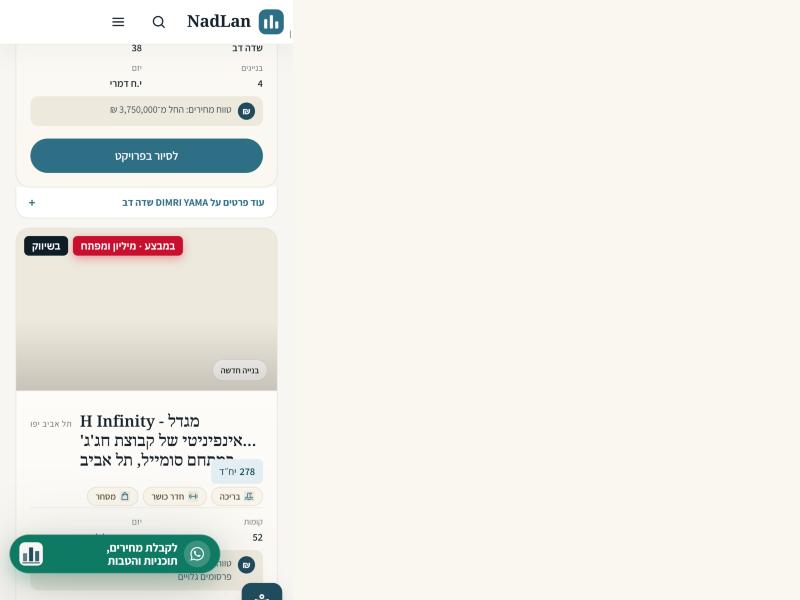 NadLan
שדה דב
38
בניינים
יזם
4
י.ח דמרי
₪
טווח מחירים: החל מ־3,750,000 ₪
לסיור בפרויקט
עוד פרטים על DIMRI YAMA שדה דב
+
במבצע · מיליון ומפתח
בשיווק
בנייה חדשה
H Infinity - מגדל
אינפיניטי של קבוצת חג'ג'...
במתחם סומייל, תל אביב
תל אביב יפו
278 יח״ד
בריכה
חדר כושר
מסחר
קומות
יזם
52
₪
פרסומים גלויים
לקבלת מחירים,
תוכניות והטבות